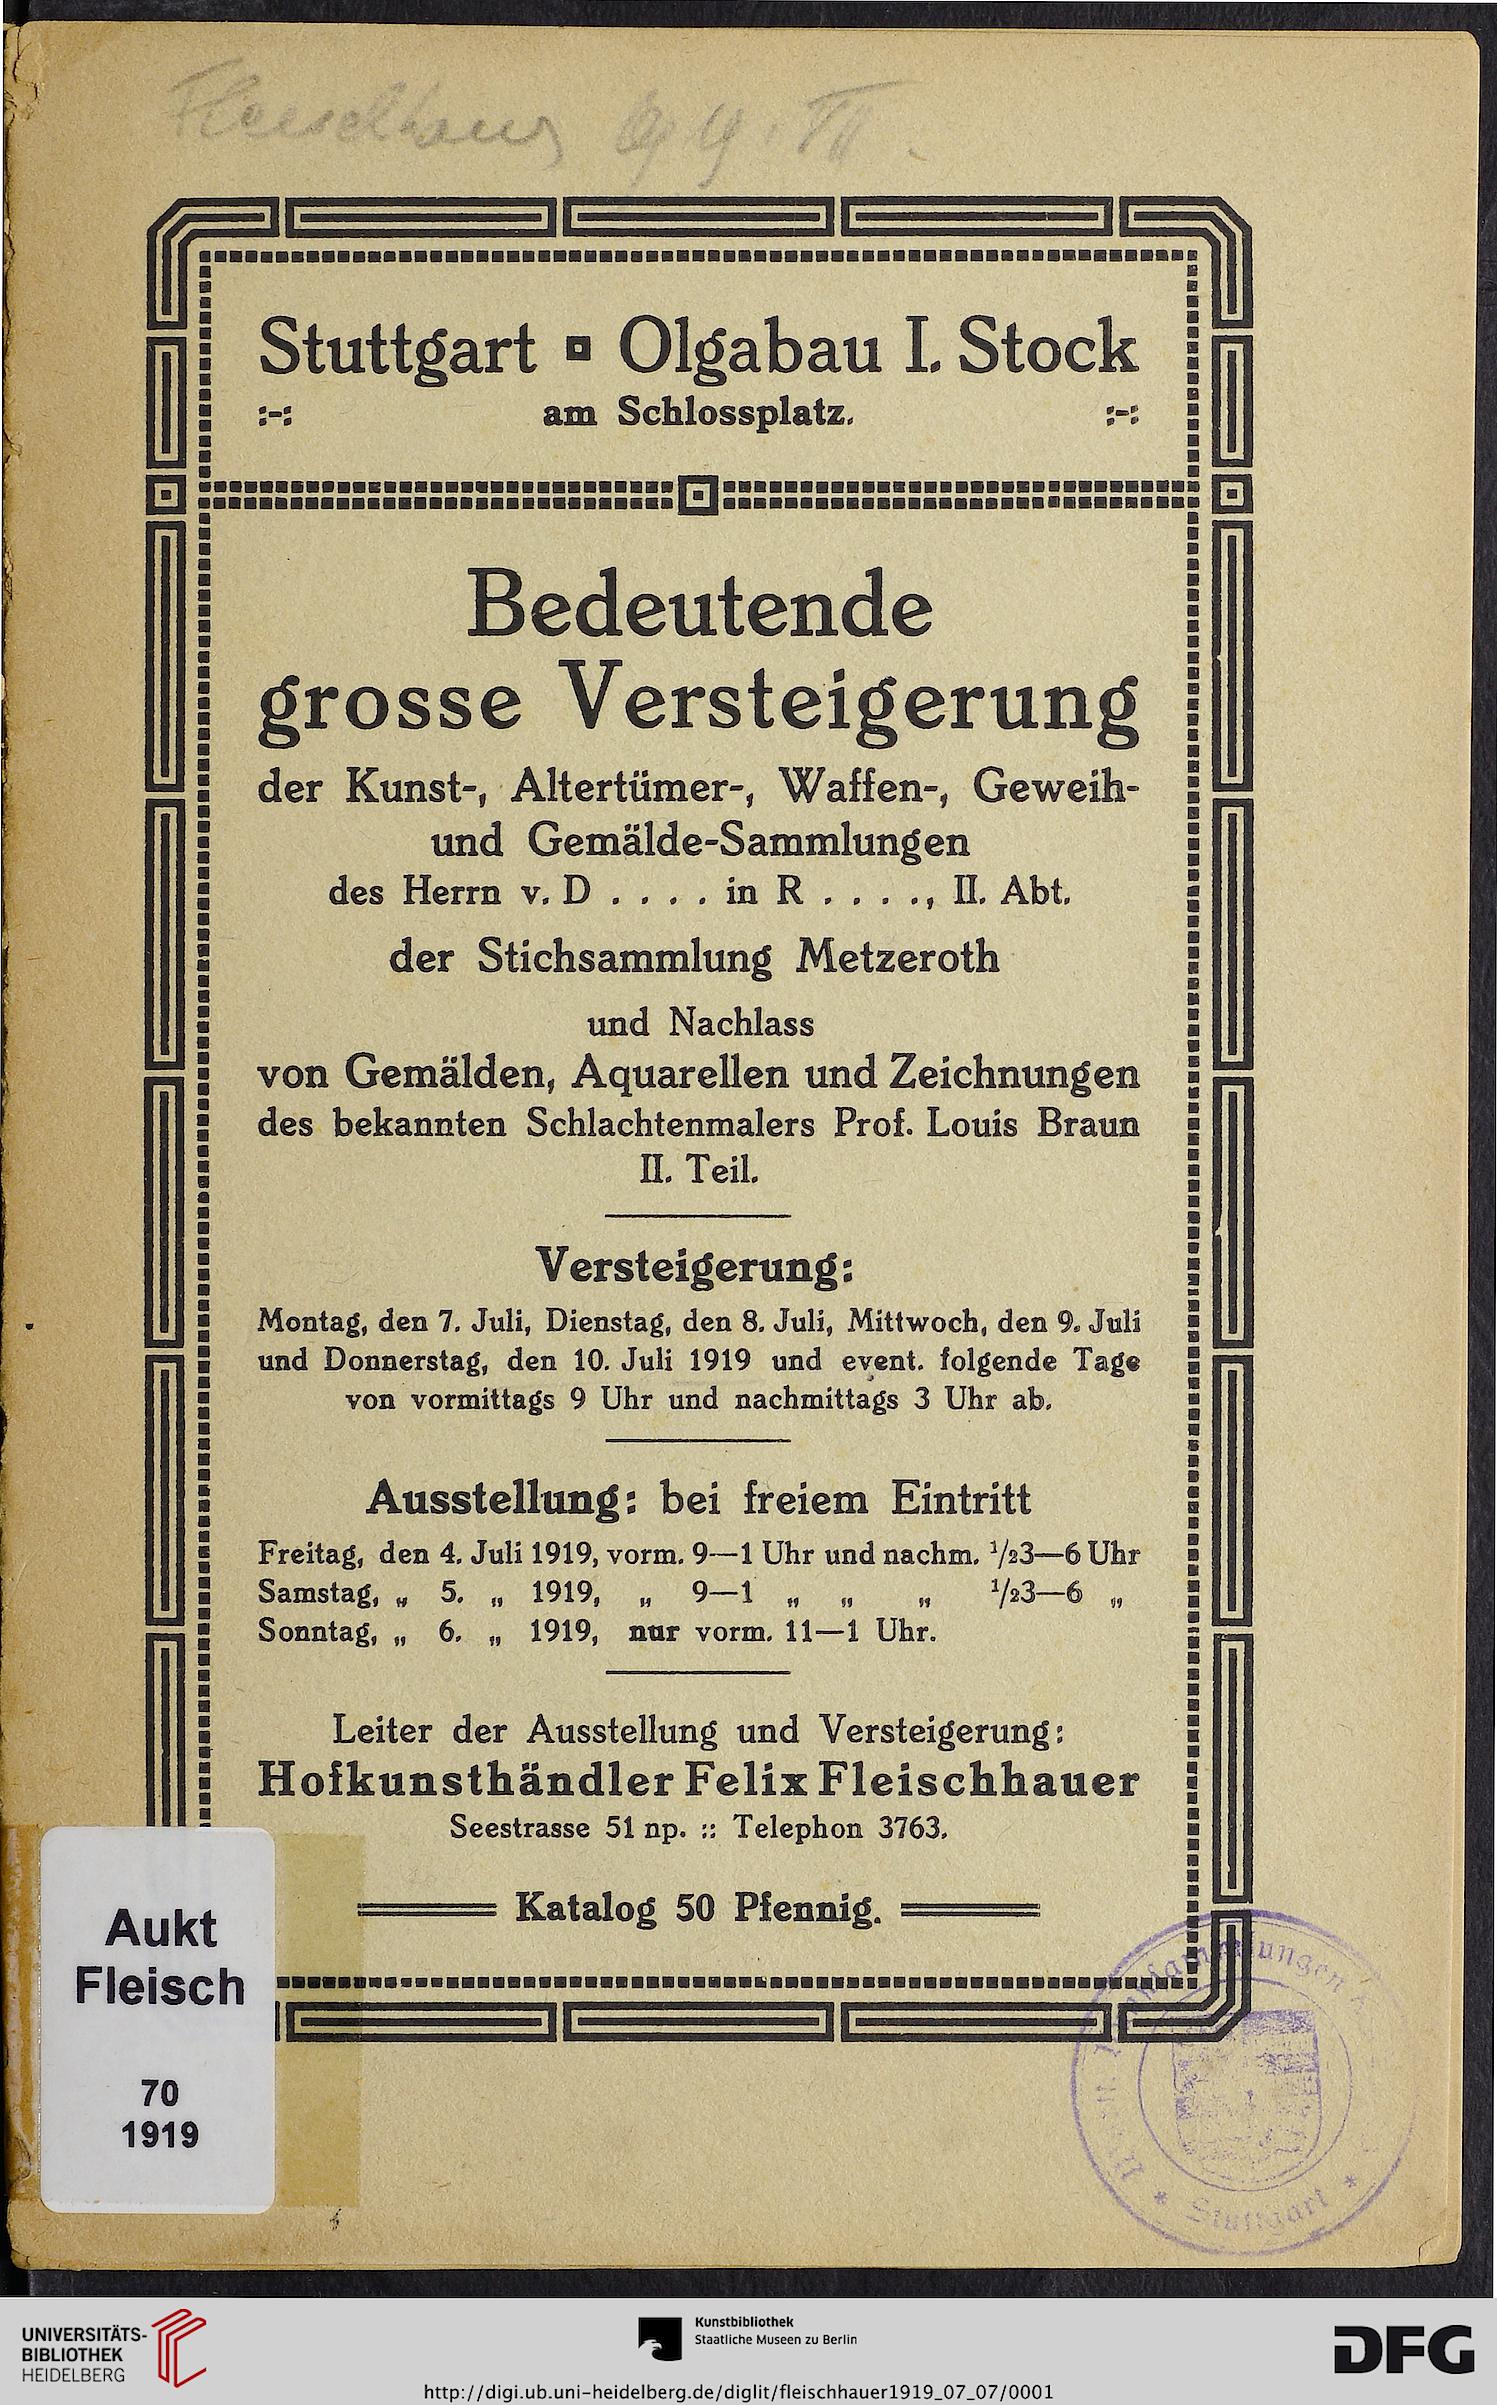 Stuttgart ▫ Olgabau I. Stock
:-: am Schlossplatz. :-:
Bedeutende
grosse Versteigerung
der Kunst-, Altertümer-, Waffen-, Geweih-
und Gemälde-Sammlungen
des Herrn v. D . . . . in R . . . ., II. Abt.
der Stichsammlung Metzeroth
und Nachlass
von Gemälden, Aquarellen und Zeichnungen
des bekannten Schlachtenmalers Prof. Louis Braun
II. Teil.
Versteigerung:
Montag, den 7. Juli, Dienstag, den 8. Juli, Mittwoch, den 9. Juli
und Donnerstag, den 10. Juli 1919 und event. folgende Tage
von vormittags 9 Uhr und nachmittags 3 Uhr ab.
Ausstellung: bei freiem Eintritt
Freitag, den 4. Juli 1919, vorm. 9—1 Uhr und nachm. 1/23—6 Uhr
Samstag, „ 5. „ 1919, „ 9—1 „ „ „ 1/23—6 „
Sonntag, „ 6. „ 1919, nur vorm. 11—1 Uhr.
Leiter der Ausstellung und Versteigerung:
Hofkunsthändler Felix Fleischhauer
Seestrasse 51 np. :: Telephon 3763.
Katalog 50 Pfennig.
Aukt
Fleisch
70
1919
Stuttgart
UNIVERSITÄTS-
BIBLIOTHEK
HEIDELBERG
Kunstbibliothek
Staatliche Museen zu Berlin
DFG
http://digi.ub.uni-heidelberg.de/diglit/fleischhauer1919_07_07/0001